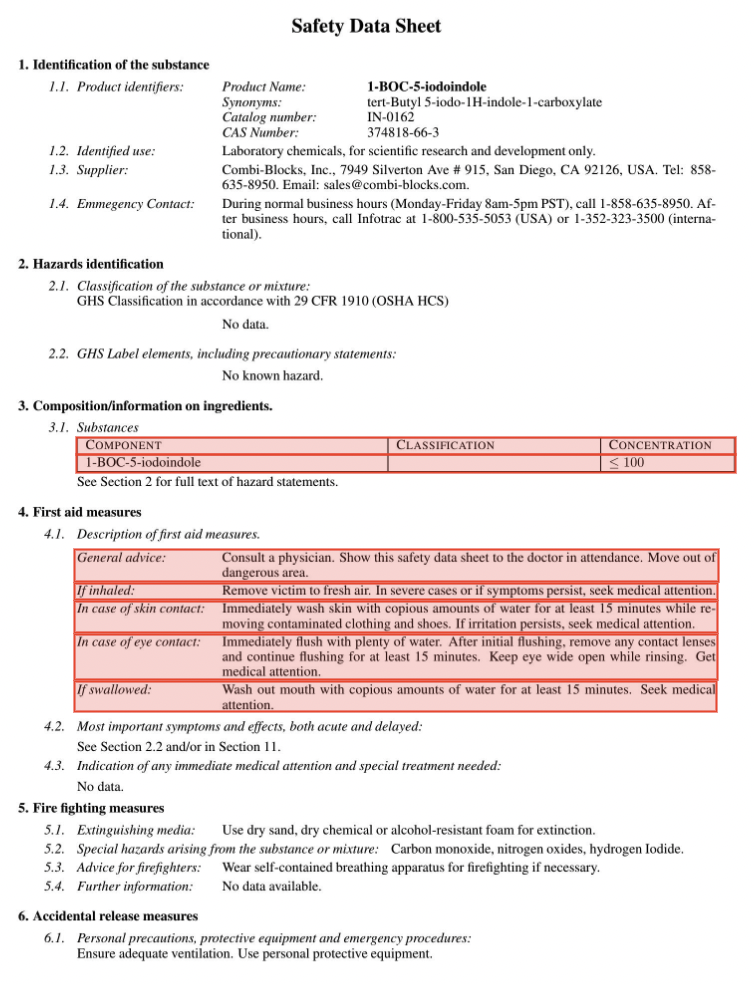 Safety Data Sheet
1. Identification of the substance
1.1. Product identifiers: Product Name: 1-BOC-5-iodoindole
Synonyms: tert-Butyl 5-iodo-1H-indole-1-carboxylate
Catalog number: IN-0162
CAS Number: 374818-66-3
1.2. Identified use: Laboratory chemicals, for scientific research and development only.
1.3. Supplier: Combi-Blocks, Inc., 7949 Silverton Ave # 915, San Diego, CA 92126, USA. Tel: 858-
635-8950. Email: sales@combi-blocks.com.
1.4. Emmegency Contact: During normal business hours (Monday-Friday 8am-5pm PST), call 1-858-635-8950. Af-
ter business hours, call Infotrac at 1-800-535-5053 (USA) or 1-352-323-3500 (interna-
tional).
2. Hazards identification
2.1. Classification of the substance or mixture:
GHS Classification in accordance with 29 CFR 1910 (OSHA HCS)
No data.
2.2. GHS Label elements, including precautionary statements:
No known hazard.
3. Composition/information on ingredients.
3.1. Substances
COMPONENT CLASSIFICATION CONCENTRATION
1-BOC-5-iodoindole ≤ 100
See Section 2 for full text of hazard statements.
4. First aid measures
4.1. Description of first aid measures.
General advice: Consult a physician. Show this safety data sheet to the doctor in attendance. Move out of
dangerous area.
If inhaled: Remove victim to fresh air. In severe cases or if symptoms persist, seek medical attention.
In case of skin contact: Immediately wash skin with copious amounts of water for at least 15 minutes while re-
moving contaminated clothing and shoes. If irritation persists, seek medical attention.
In case of eye contact: Immediately flush with plenty of water. After initial flushing, remove any contact lenses
and continue flushing for at least 15 minutes. Keep eye wide open while rinsing. Get
medical attention.
If swallowed: Wash out mouth with copious amounts of water for at least 15 minutes. Seek medical
attention.
4.2. Most important symptoms and effects, both acute and delayed:
See Section 2.2 and/or in Section 11.
4.3. Indication of any immediate medical attention and special treatment needed:
No data.
5. Fire fighting measures
5.1. Extinguishing media: Use dry sand, dry chemical or alcohol-resistant foam for extinction.
5.2. Special hazards arising from the substance or mixture: Carbon monoxide, nitrogen oxides, hydrogen Iodide.
5.3. Advice for firefighters: Wear self-contained breathing apparatus for firefighting if necessary.
5.4. Further information: No data available.
6. Accidental release measures
6.1. Personal precautions, protective equipment and emergency procedures:
Ensure adequate ventilation. Use personal protective equipment.